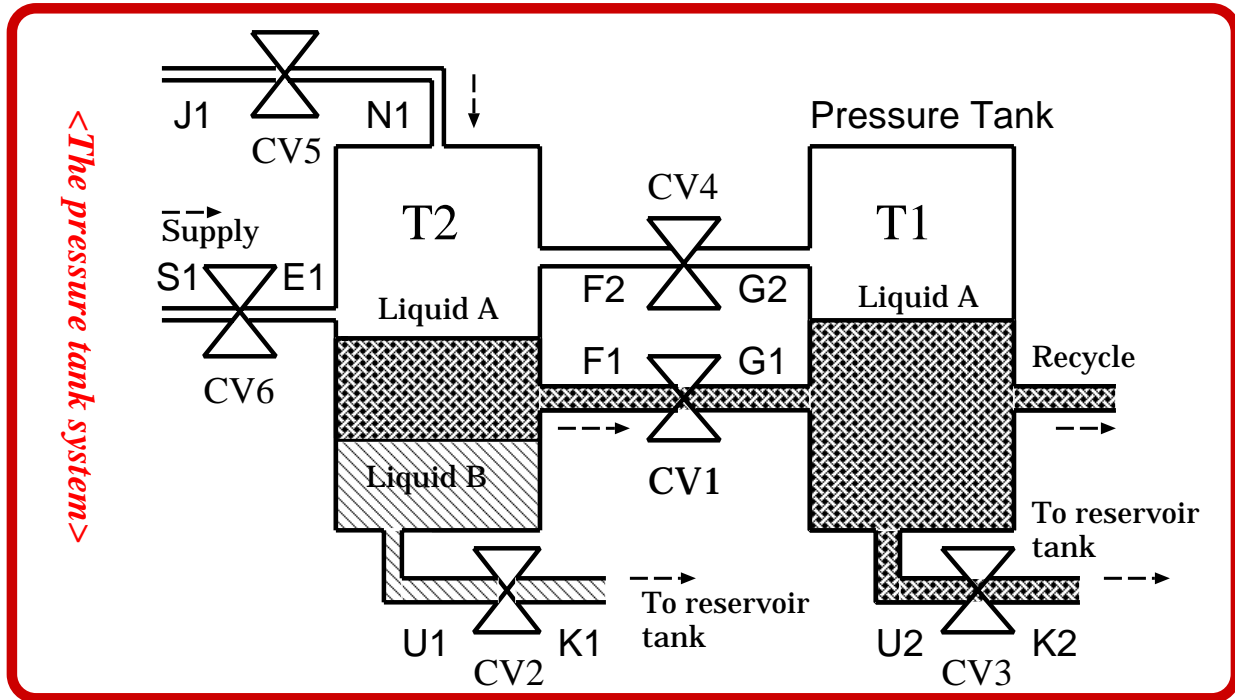 <The pressure tank system>
J1
N1
CV5
Pressure Tank
CV4
T2
T1
Supply
S1
E1
F2
G2
Liquid A
Liquid A
CV6
F1
G1
Recycle
Liquid B
CV1
To reservoir
tank
To reservoir
tank
U1
K1
CV2
U2
K2
CV3